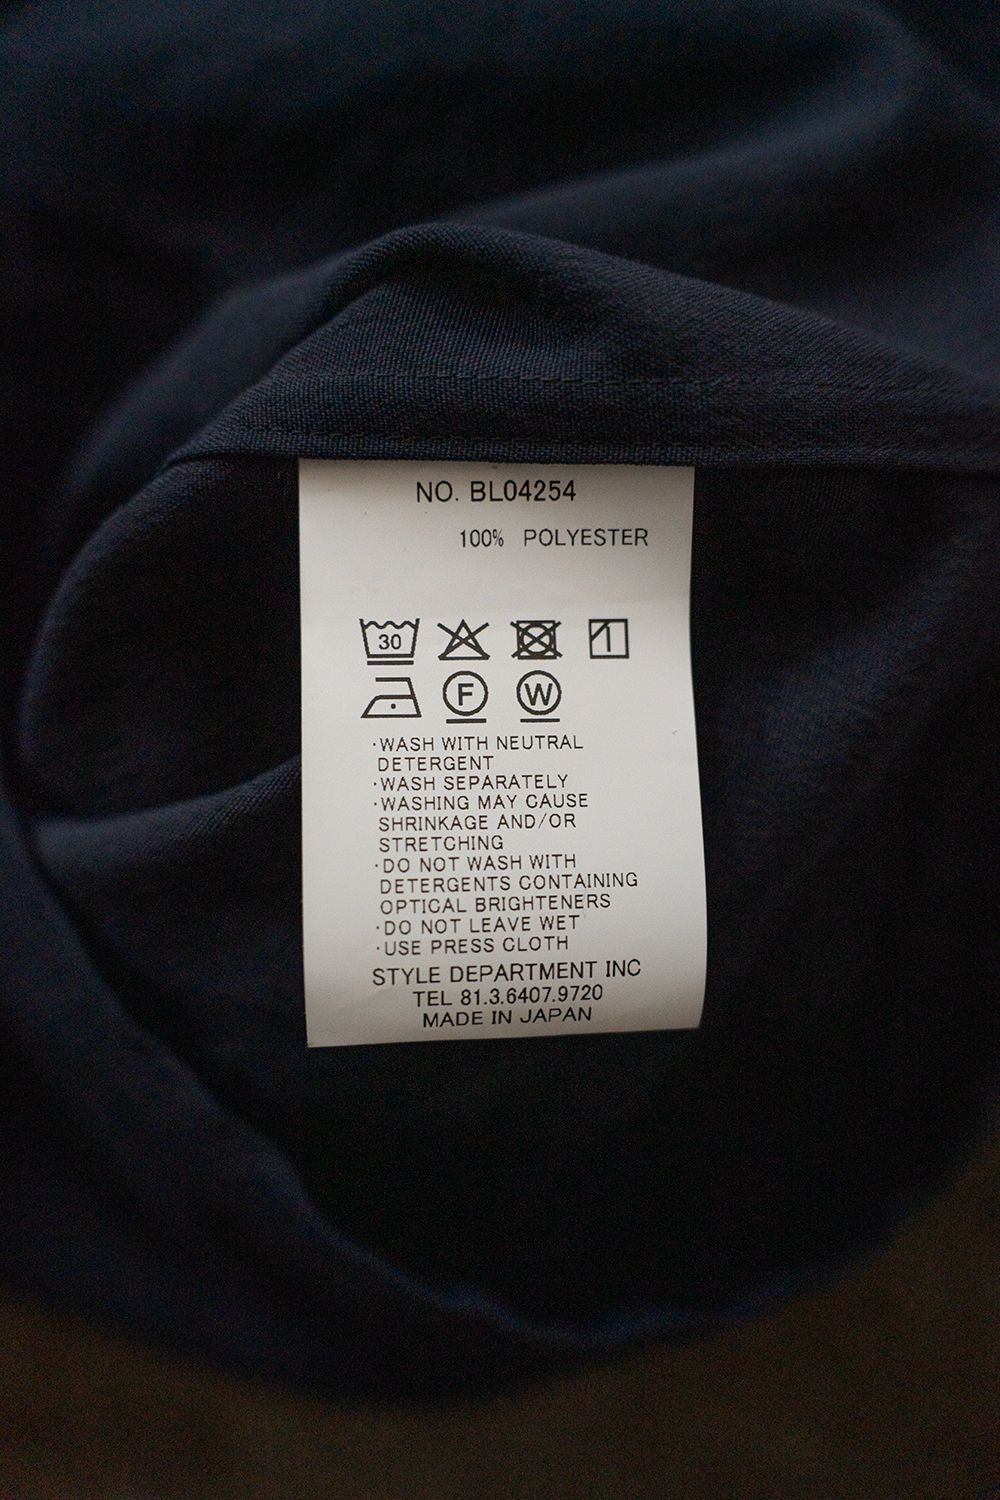 NO. BL04254
100% POLYESTER
30
F W
·WASH WITH NEUTRAL
DETERGENT
·WASH SEPARATELY
·WASHING MAY CAUSE
SHRINKAGE AND/OR
STRETCHING
·DO NOT WASH WITH
DETERGENTS CONTAINING
OPTICAL BRIGHTENERS
·DO NOT LEAVE WET
·USE PRESS CLOTH
STYLE DEPARTMENT INC
TEL 81.3.6407.9720
MADE IN JAPAN